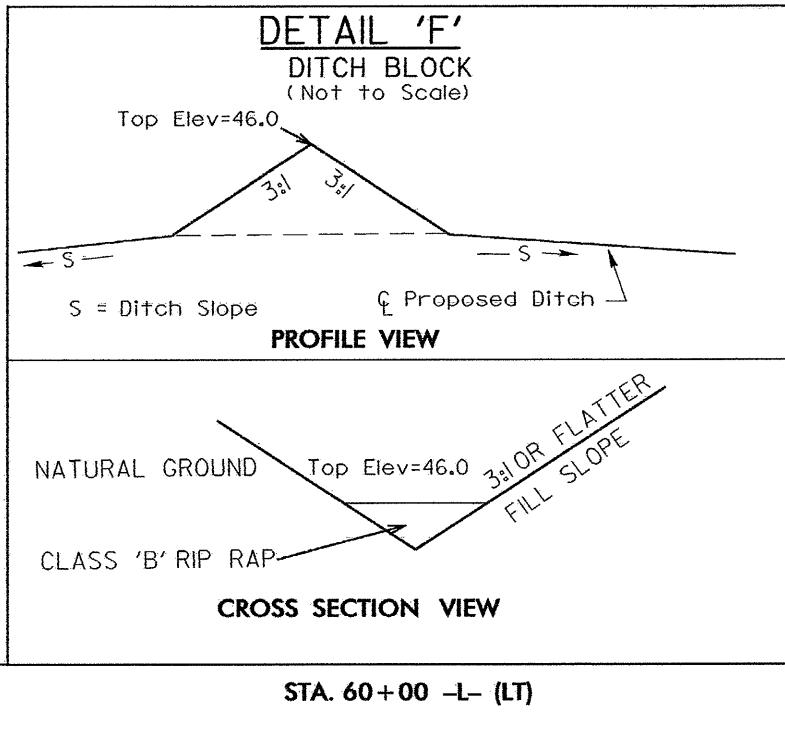 DETAIL 'F'
DITCH BLOCK
(Not to Scale)
Top Elev=46.0
3:1
3:1
S
S
S = Ditch Slope
℄ Proposed Ditch
PROFILE VIEW
NATURAL GROUND
Top Elev=46.0
3:1 OR FLATTER
FILL SLOPE
CLASS 'B' RIP RAP
CROSS SECTION VIEW
STA. 60+00 -L- (LT)